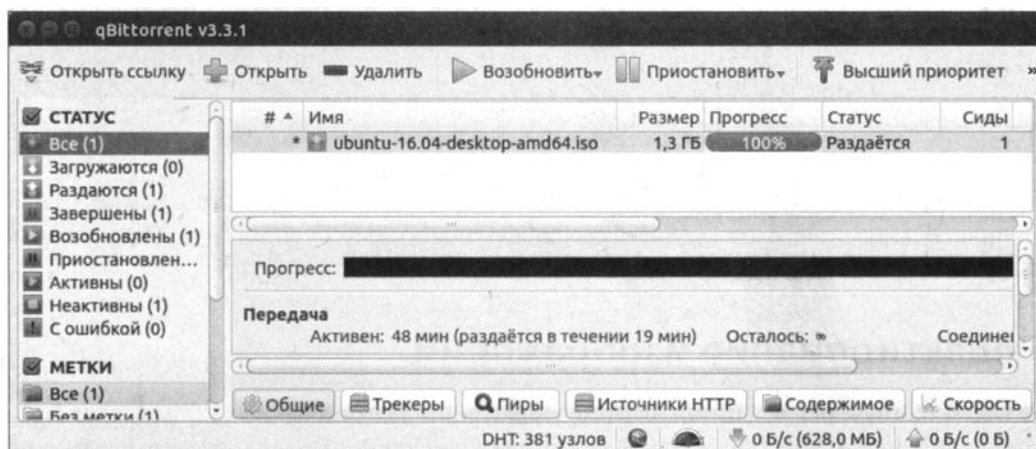 qBittorrent v3.3.1
Открыть ссылку Открыть Удалить Возобновить Приостановить Высший приоритет »
СТАТУС
Все (1)
Загружаются (0)
Раздаются (1)
Завершены (1)
Возобновлены (1)
Приостановлен...
Активны (0)
Неактивны (1)
С ошибкой (0)
МЕТКИ
Все (1)
Без метки (1)
# Имя Размер Прогресс Статус Сиды
* ubuntu-16.04-desktop-amd64.iso 1,3 ГБ 100% Раздаётся 1
Прогресс:
Передача
Активен: 48 мин (раздаётся в течении 19 мин) Осталось: ∞ Соединен
Общие Трекеры Пиры Источники HTTP Содержимое Скорость
DHT: 381 узлов 0 Б/с (628,0 МБ) 0 Б/с (0 Б)